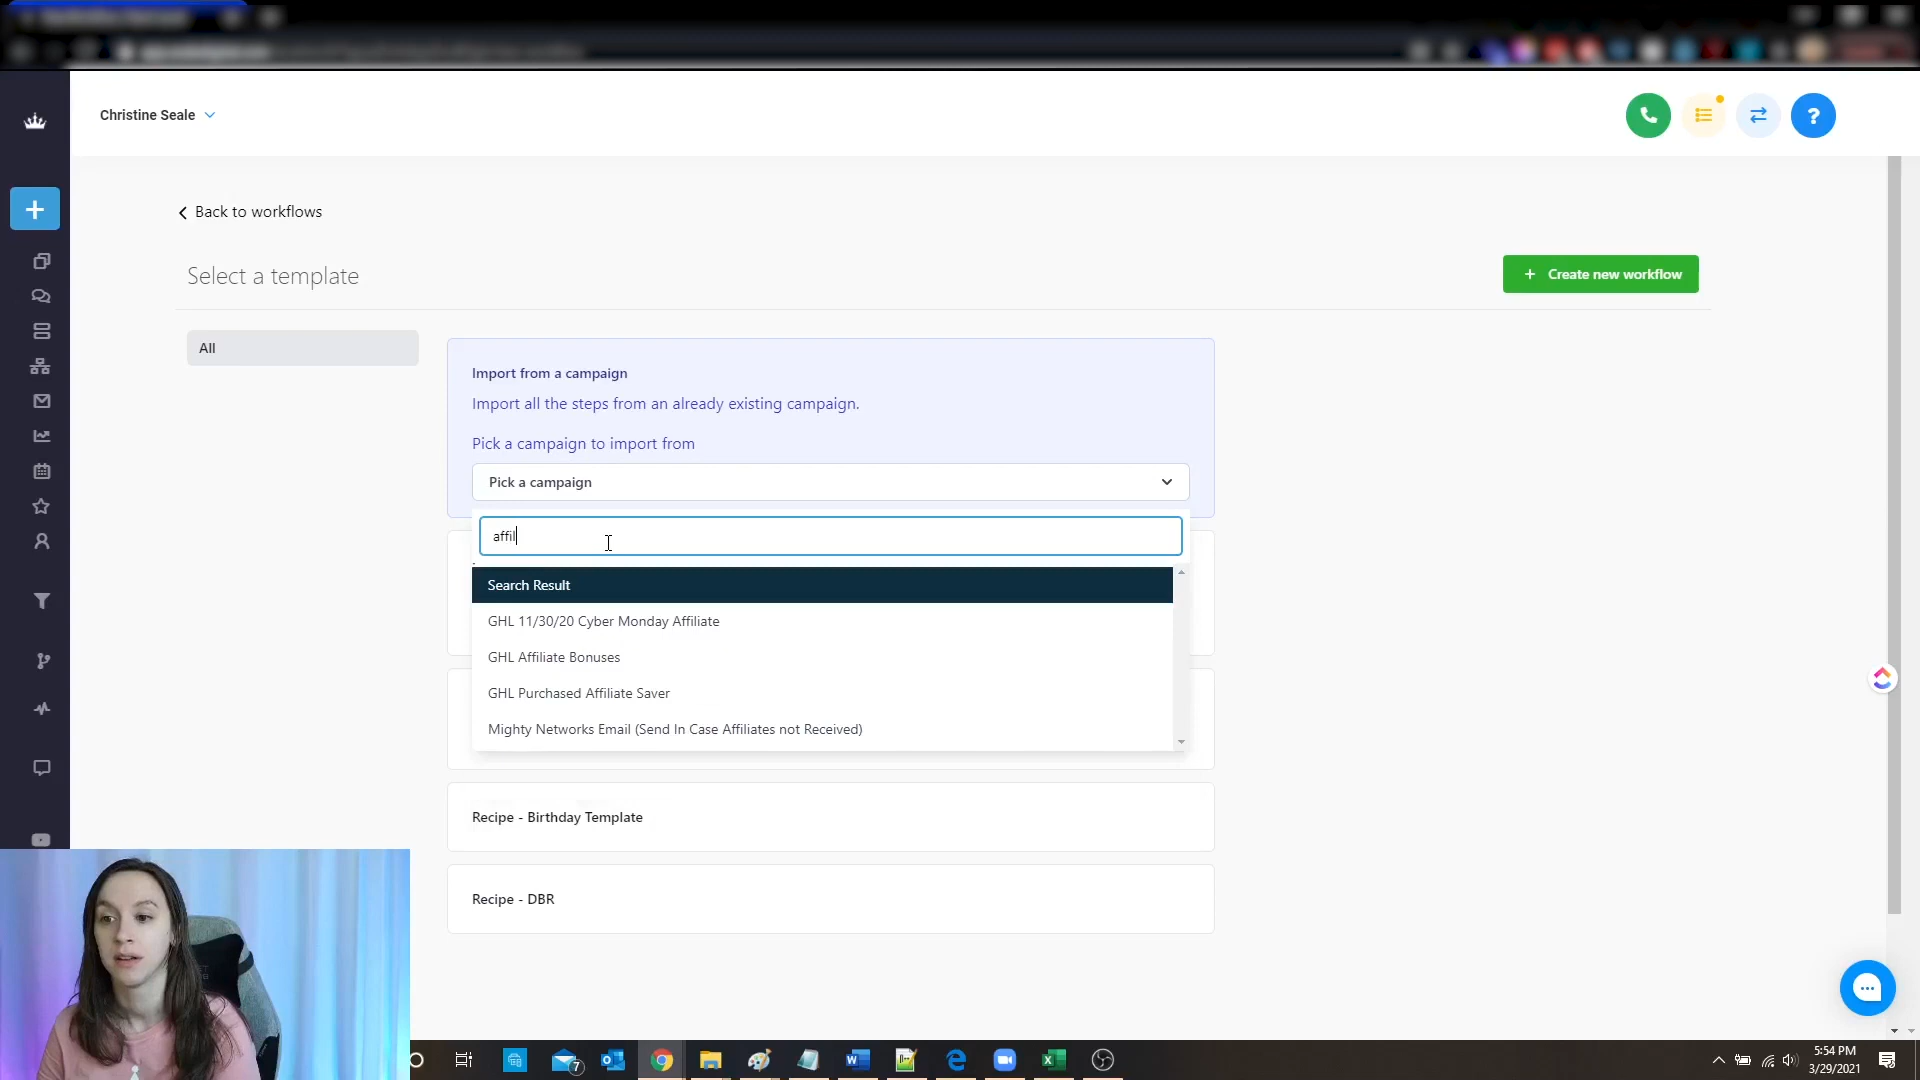 Christine Seale
?
Back to workflows
Select a template
+ Create new workflow
All
Import from a campaign
Import all the steps from an already existing campaign.
Pick a campaign to import from
Pick a campaign
affil
Search Result
GHL 11/30/20 Cyber Monday Affiliate
GHL Affiliate Bonuses
GHL Purchased Affiliate Saver
Mighty Networks Email (Send In Case Affiliates not Received)
Recipe - Birthday Template
Recipe - DBR
7
5:54 PM
3/29/2021